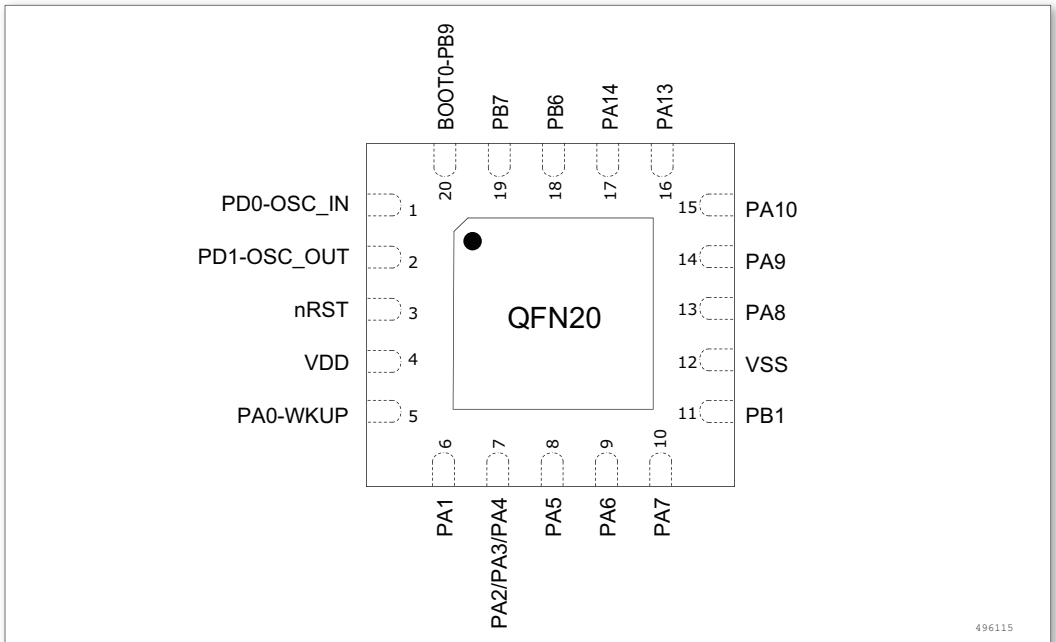 BOOT0-PB9
PB7
PB6
PA14
PA13
20
19
18
17
16
PD0-OSC_IN
1
PD1-OSC_OUT
2
nRST
3
VDD
4
PA0-WKUP
5
QFN20
15
PA10
14
PA9
13
PA8
12
VSS
11
PB1
6
7
8
9
10
PA1
PA2/PA3/PA4
PA5
PA6
PA7
496115